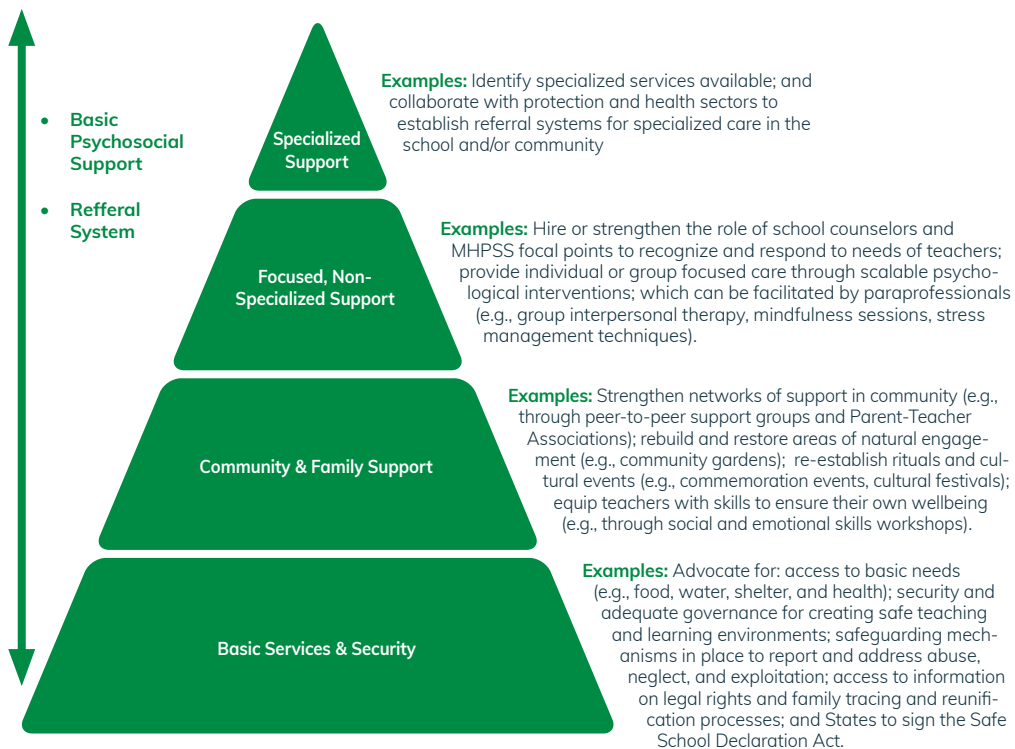 • Basic
Psychosocial
Support
• Refferal
System
Specialized
Support
Examples: Identify specialized services available; and
collaborate with protection and health sectors to
establish referral systems for specialized care in the
school and/or community
Focused, Non-
Specialized Support
Examples: Hire or strengthen the role of school counselors and
MHPSS focal points to recognize and respond to needs of teachers;
provide individual or group focused care through scalable psycho-
logical interventions; which can be facilitated by paraprofessionals
(e.g., group interpersonal therapy, mindfulness sessions, stress
management techniques).
Community & Family Support
Examples: Strengthen networks of support in community (e.g.,
through peer-to-peer support groups and Parent-Teacher
Associations); rebuild and restore areas of natural engage-
ment (e.g., community gardens); re-establish rituals and cul-
tural events (e.g., commemoration events, cultural festivals);
equip teachers with skills to ensure their own wellbeing
(e.g., through social and emotional skills workshops).
Basic Services & Security
Examples: Advocate for: access to basic needs
(e.g., food, water, shelter, and health); security and
adequate governance for creating safe teaching
and learning environments; safeguarding mech-
anisms in place to report and address abuse,
neglect, and exploitation; access to information
on legal rights and family tracing and reunifi-
cation processes; and States to sign the Safe
School Declaration Act.